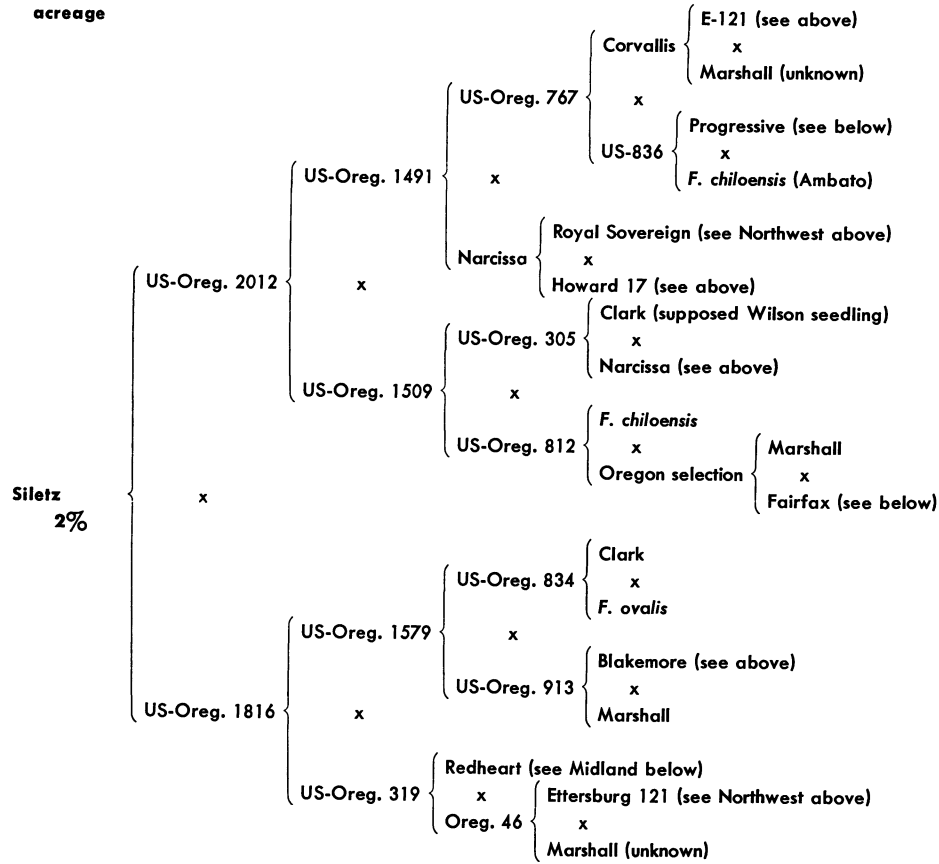 acreage
E-121 (see above)
Corvallis
x
Marshall (unknown)
US-Oreg. 767
x
Progressive (see below)
US-836
x
F. chiloensis (Ambato)
US-Oreg. 1491
x
Royal Sovereign (see Northwest above)
Narcissa
x
Howard 17 (see above)
US-Oreg. 2012
x
Clark (supposed Wilson seedling)
US-Oreg. 305
x
Narcissa (see above)
US-Oreg. 1509
x
F. chiloensis
US-Oreg. 812
x
Marshall
Oregon selection
x
Fairfax (see below)
Siletz
2%
x
Clark
US-Oreg. 834
x
F. ovalis
US-Oreg. 1579
x
Blakemore (see above)
US-Oreg. 913
x
Marshall
US-Oreg. 1816
x
Redheart (see Midland below)
US-Oreg. 319
x
Ettersburg 121 (see Northwest above)
Oreg. 46
x
Marshall (unknown)